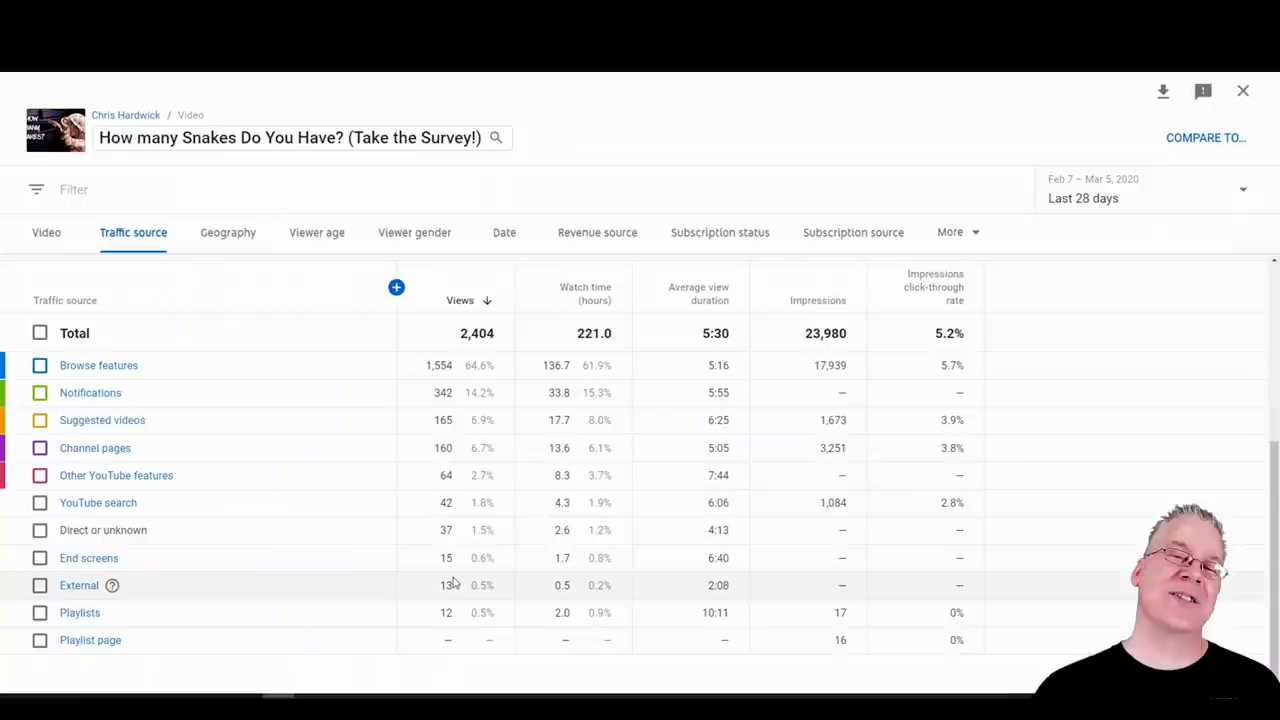 Chris Hardwick / Video
How many Snakes Do You Have? (Take the Survey!)
COMPARE TO...
Filter
Feb 7 – Mar 5, 2020
Last 28 days
Video Traffic source Geography Viewer age Viewer gender Date Revenue source Subscription status Subscription source More
Traffic source Views Watch time (hours) Average view duration Impressions Impressions click-through rate
Total 2,404 221.0 5:30 23,980 5.2%
Browse features 1,554 64.6% 136.7 61.9% 5:16 17,939 5.7%
Notifications 342 14.2% 33.8 15.3% 5:55 — —
Suggested videos 165 6.9% 17.7 8.0% 6:25 1,673 3.9%
Channel pages 160 6.7% 13.6 6.1% 5:05 3,251 3.8%
Other YouTube features 64 2.7% 8.3 3.7% 7:44 — —
YouTube search 42 1.8% 4.3 1.9% 6:06 1,084 2.8%
Direct or unknown 37 1.5% 2.6 1.2% 4:13 — —
End screens 15 0.6% 1.7 0.8% 6:40 — —
External 13 0.5% 0.5 0.2% 2:08 — —
Playlists 12 0.5% 2.0 0.9% 10:11 17 0%
Playlist page — — — — — 16 0%